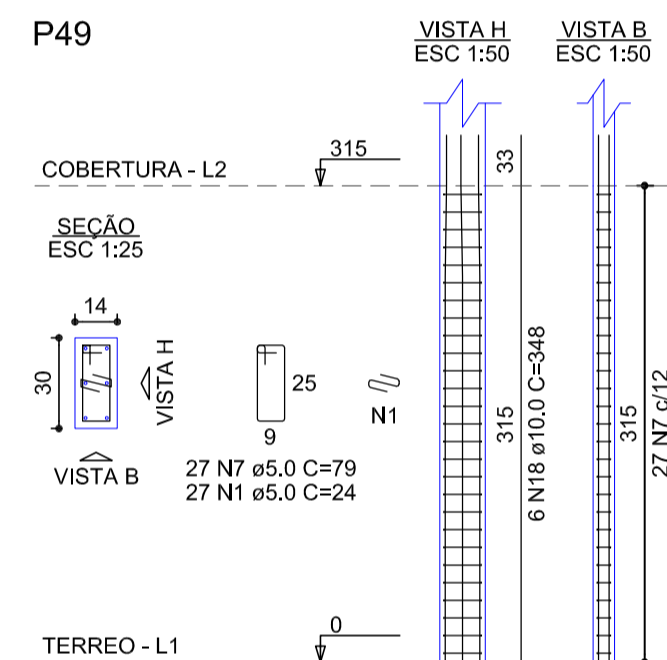 P49
VISTA H
ESC 1:50
VISTA B
ESC 1:50
315
33
COBERTURA - L2
SEÇÃO
ESC 1:25
14
30
VISTA H
VISTA B
25
9
N1
27 N7 ø5.0 C=79
27 N1 ø5.0 C=24
315
6 N18 ø10.0 C=348
315
27 N7 c/12
0
TERREO - L1